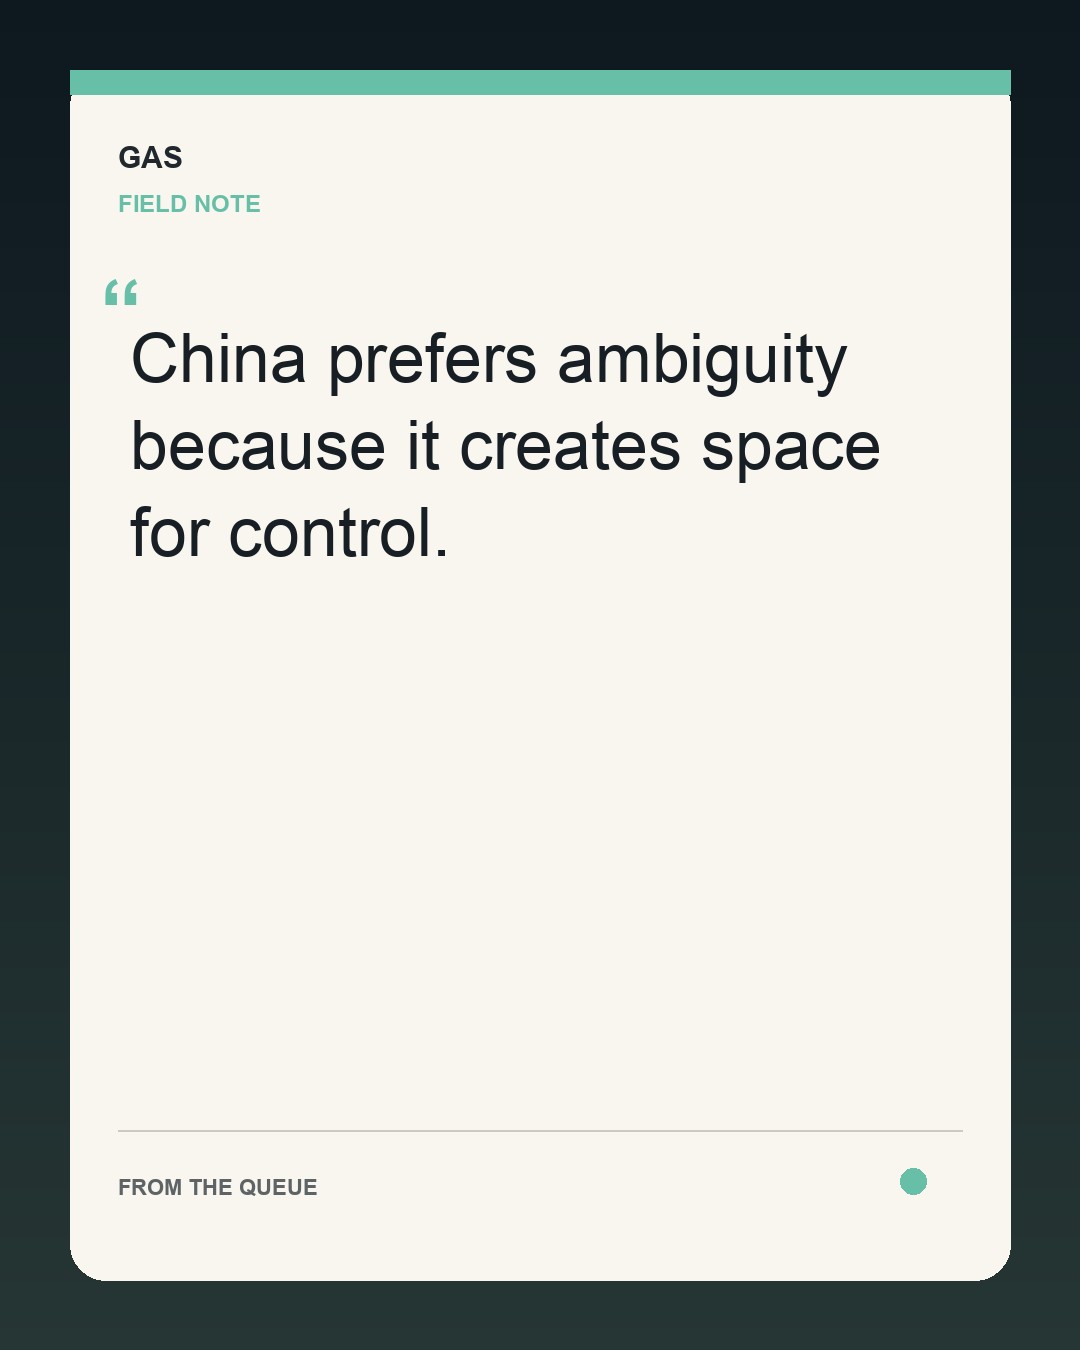 GAS
FIELD NOTE
“
China prefers ambiguity
because it creates space
for control.
FROM THE QUEUE